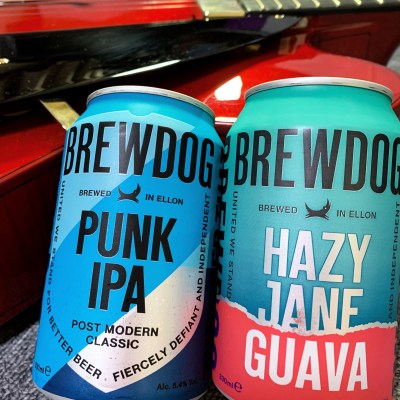 BREWDOG
BREWED IN ELLON
PUNK
IPA
POST MODERN
CLASSIC
UNITED WE STAND FOR BETTER BEER
FIERCELY DEFIANT AND INDEPENDENT
BREWDOG
BREWED IN ELLON
HAZY
JANE
GUAVA
UNITED WE STAND
AND INDEPENDENT